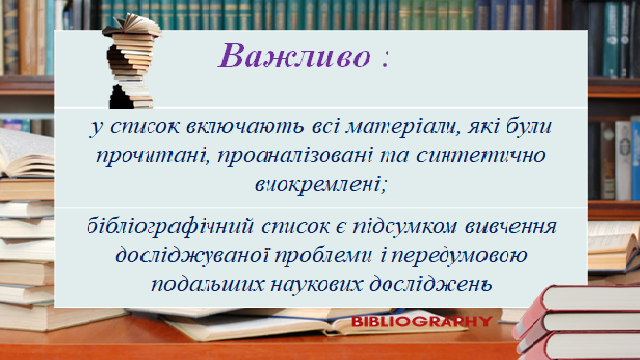 Важливо :
у список включають всі матеріали, які були
прочитані, проаналізовані та синтетично
виокремлені;
бібліографічний список є підсумком вивчення
досліджуваної проблеми і передумовою
подальших наукових досліджень
BIBLIOGRAPHY